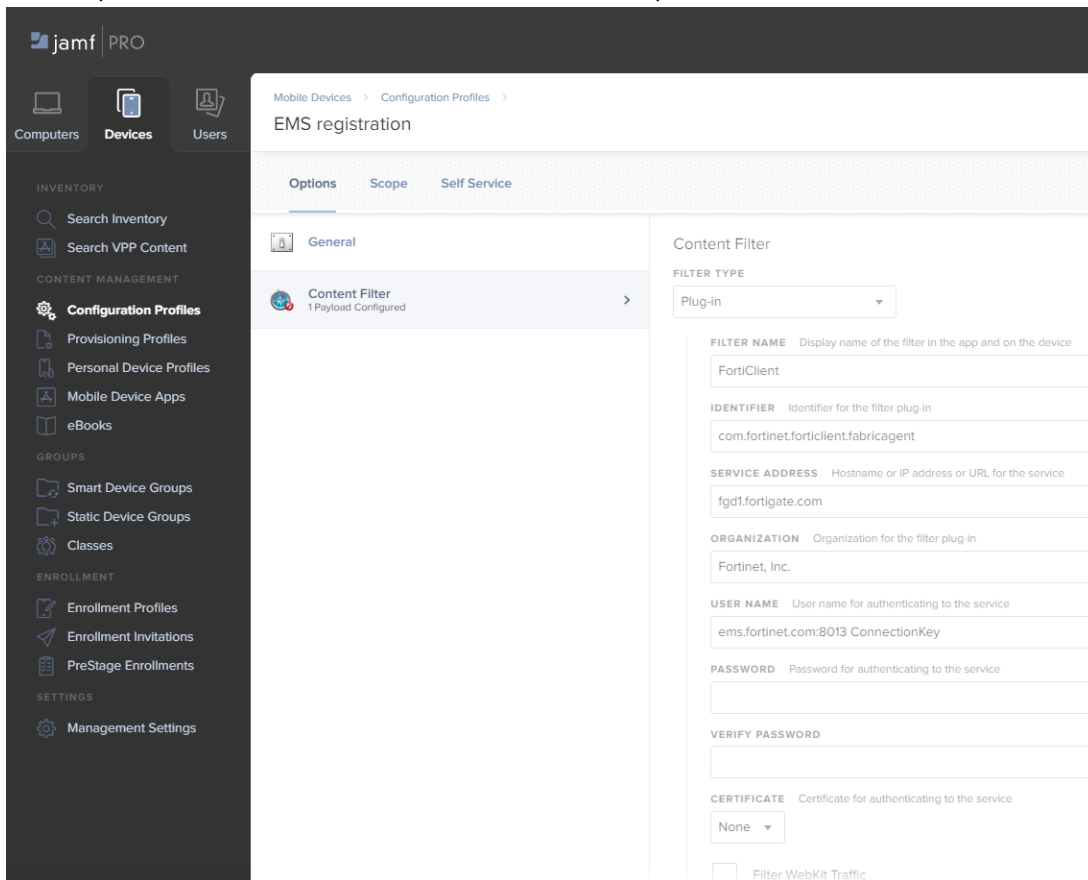 jamf PRO
Computers
Devices
Users
INVENTORY
Search Inventory
Search VPP Content
CONTENT MANAGEMENT
Configuration Profiles
Provisioning Profiles
Personal Device Profiles
Mobile Device Apps
eBooks
GROUPS
Smart Device Groups
Static Device Groups
Classes
ENROLLMENT
Enrollment Profiles
Enrollment Invitations
PreStage Enrollments
SETTINGS
Management Settings
Mobile Devices > Configuration Profiles >
EMS registration
Options Scope Self Service
General
Content Filter
1 Payload Configured
Content Filter
FILTER TYPE
Plug-in
FILTER NAME Display name of the filter in the app and on the device
FortiClient
IDENTIFIER Identifier for the filter plug-in
com.fortinet.forticlient.fabricagent
SERVICE ADDRESS Hostname or IP address or URL for the service
fgd1.fortigate.com
ORGANIZATION Organization for the filter plug-in
Fortinet, Inc.
USER NAME User name for authenticating to the service
ems.fortinet.com:8013 ConnectionKey
PASSWORD Password for authenticating to the service
VERIFY PASSWORD
CERTIFICATE Certificate for authenticating to the service
None
Filter WebKit Traffic